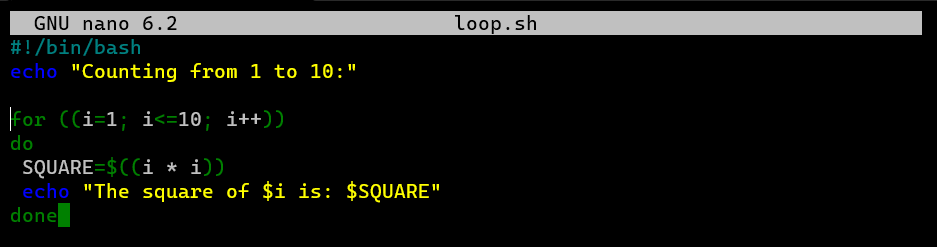 GNU nano 6.2 loop.sh
#!/bin/bash
echo "Counting from 1 to 10:"
for ((i=1; i<=10; i++))
do
SQUARE=$((i * i))
echo "The square of $i is: $SQUARE"
done